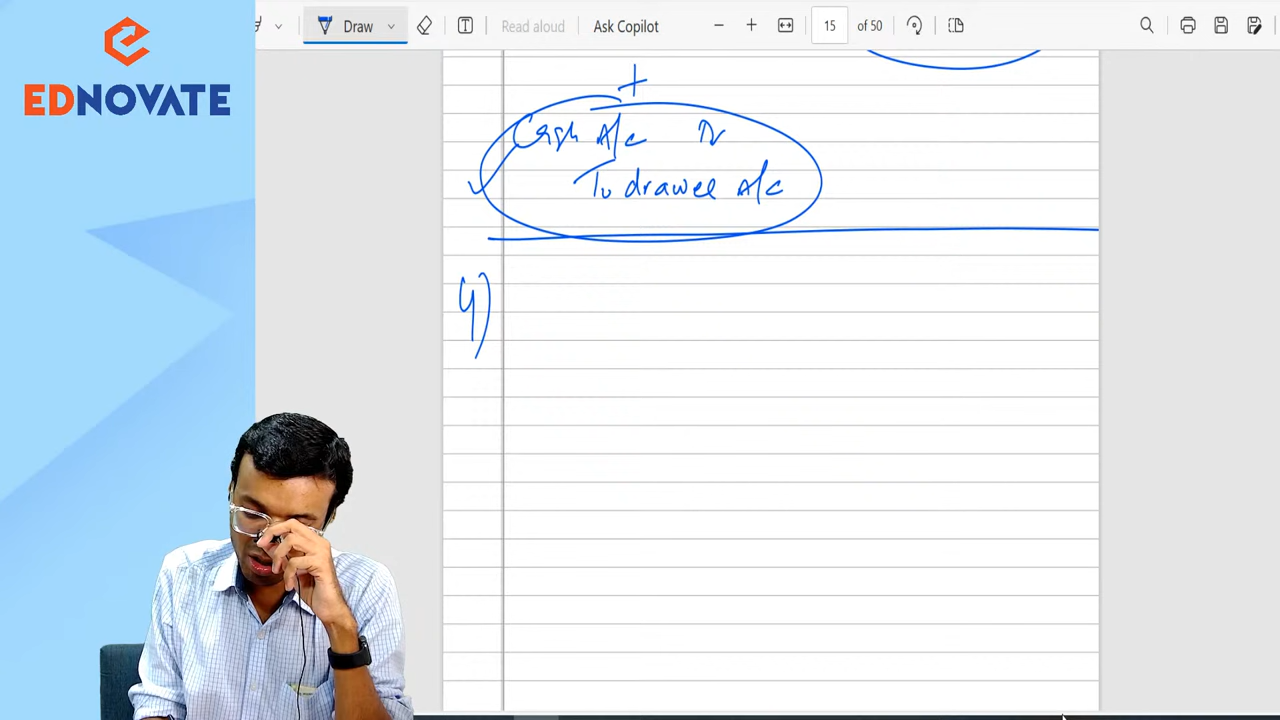 Draw
Read aloud
Ask Copilot
15
of 50
EDNOVATE
+
Cash A/c Dr
To drawee A/c
4)